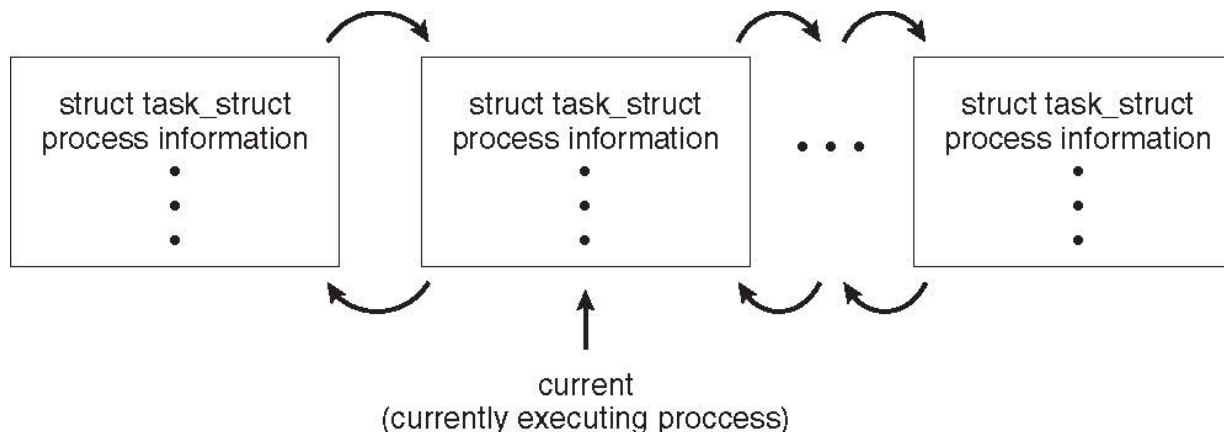 struct task_struct
process information
struct task_struct
process information
struct task_struct
process information
current
(currently executing proccess)